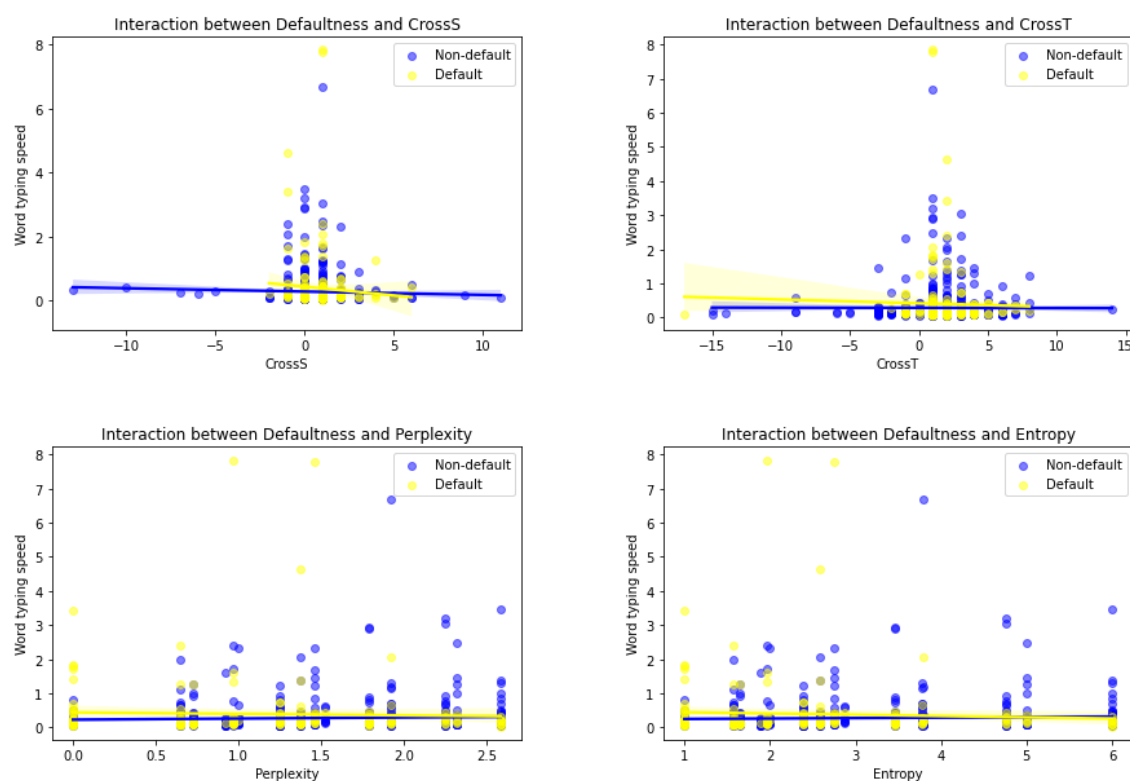 Interaction between Defaultness and CrossS
Word typing speed
8
6
4
2
0
Non-default
Default
−10
−5
0
5
10
CrossS
Interaction between Defaultness and CrossT
Word typing speed
8
7
6
5
4
3
2
1
0
Non-default
Default
−15
−10
−5
0
5
10
15
CrossT
Interaction between Defaultness and Perplexity
Word typing speed
8
7
6
5
4
3
2
1
0
Non-default
Default
0.0
0.5
1.0
1.5
2.0
2.5
Perplexity
Interaction between Defaultness and Entropy
Word typing speed
8
7
6
5
4
3
2
1
0
Non-default
Default
1
2
3
4
5
6
Entropy